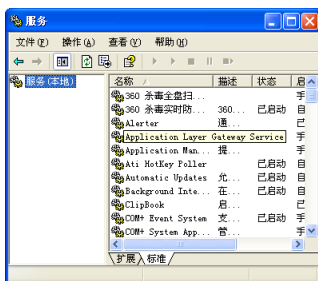 服务
文件(F) 操作(A) 查看(V) 帮助(H)
服务(本地)
名称 描述 状态 启
360 杀毒全盘扫... 手
360 杀毒实时防... 360... 已启动 自
Alerter 通... 已
Application Layer Gateway Service 手
Application Man... 提... 手
Ati HotKey Poller 已启动 自
Automatic Updates 允... 已启动 自
Background Inte... 在... 已启动 自
ClipBook 启... 已
COM+ Event System 支... 已启动 手
COM+ System App... 管... 手
扩展 标准